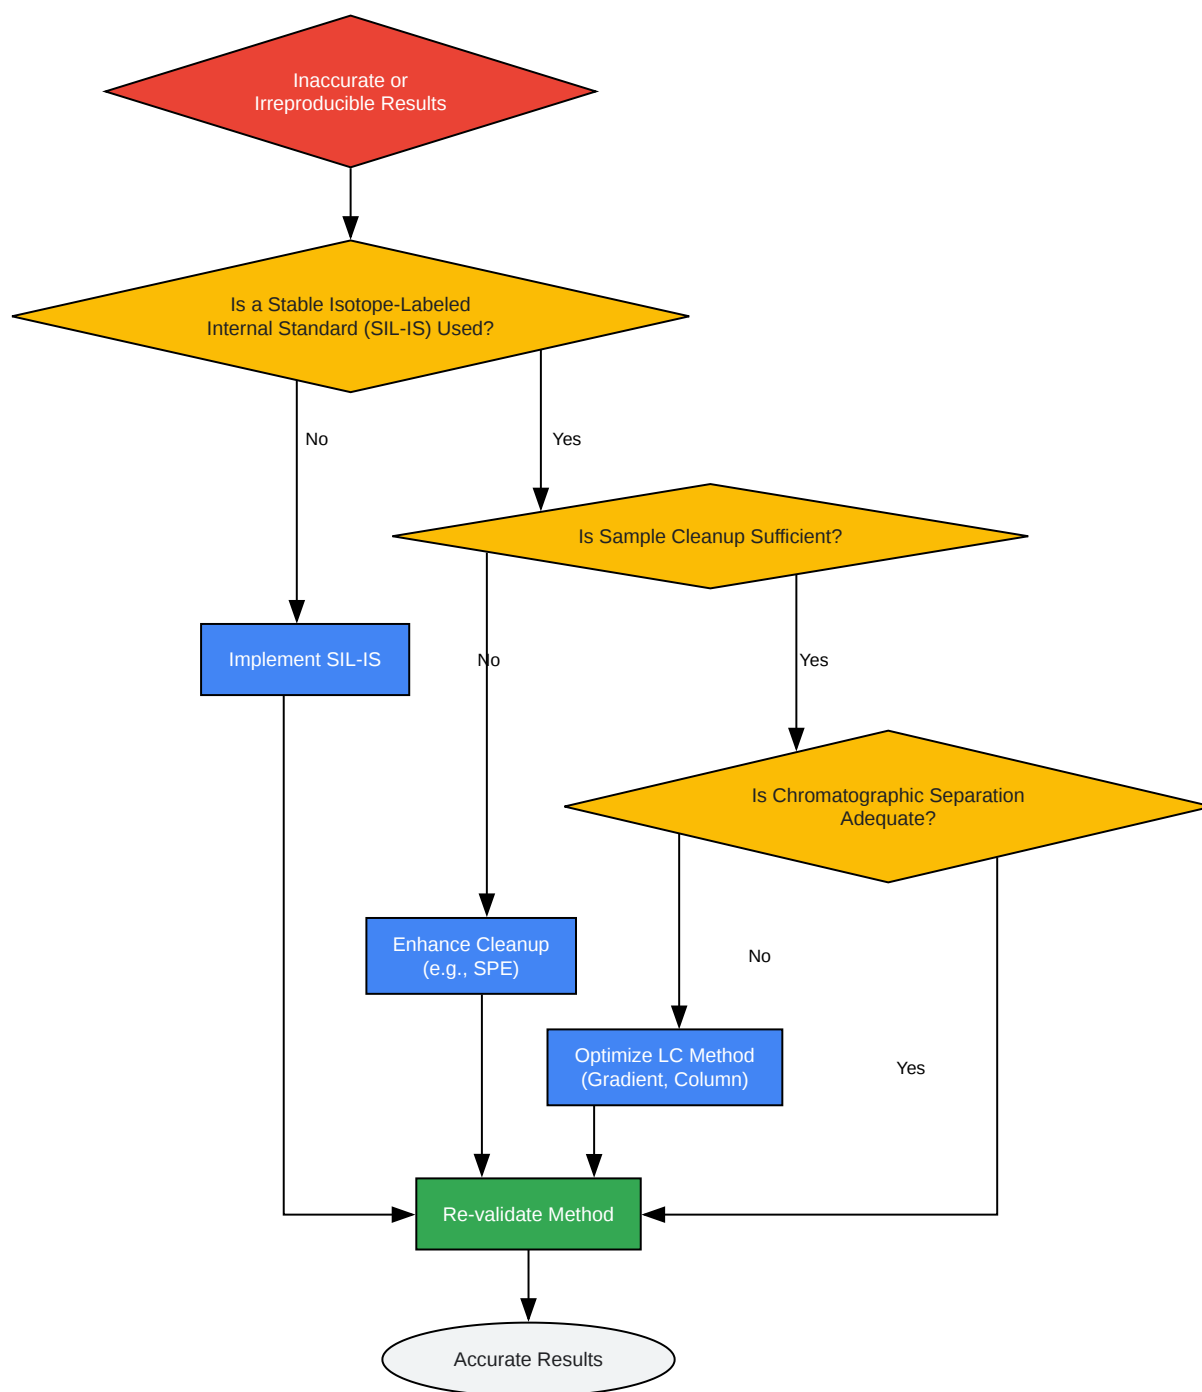 Inaccurate or
Irreproducible Results
Is a Stable Isotope-Labeled
Internal Standard (SIL-IS) Used?
No
Yes
Is Sample Cleanup Sufficient?
Implement SIL-IS
No
Yes
Is Chromatographic Separation
Adequate?
Enhance Cleanup
(e.g., SPE)
No
Optimize LC Method
(Gradient, Column)
Yes
Re-validate Method
Accurate Results